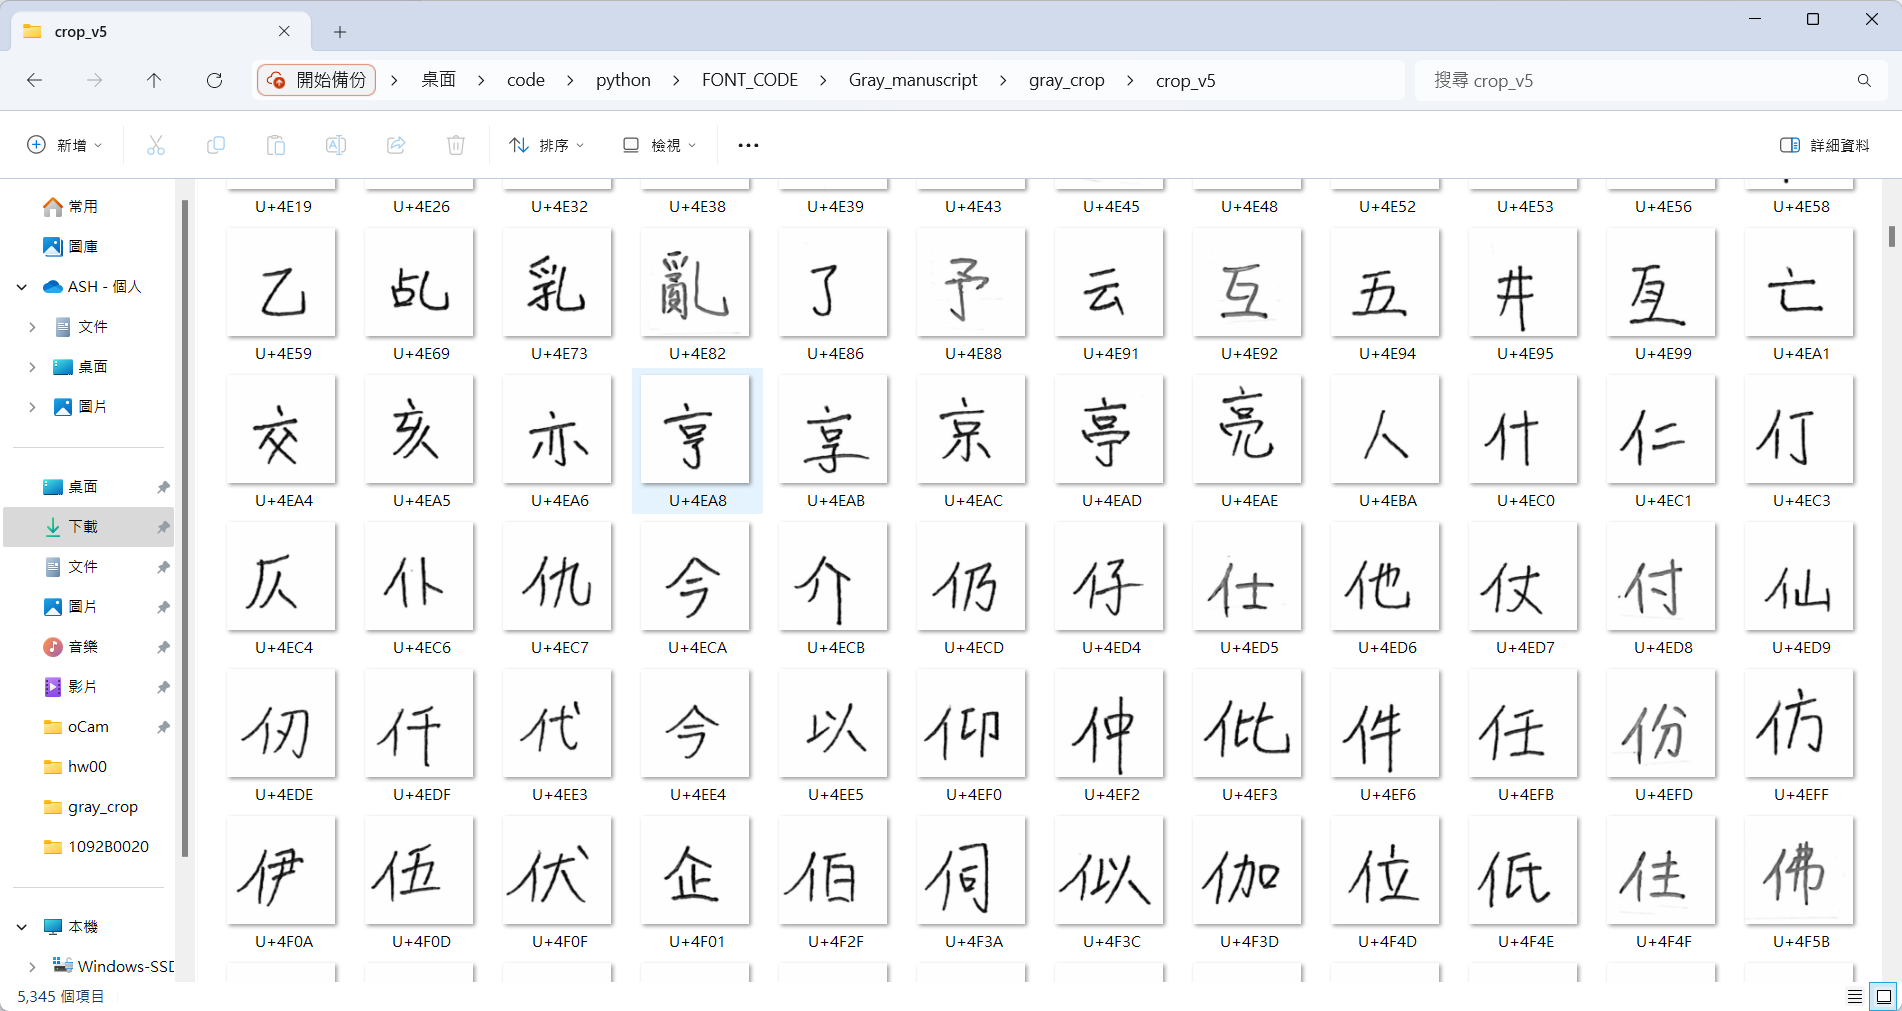 crop_v5
開始備份 > 桌面 > code > python > FONT_CODE > Gray_manuscript > gray_crop > crop_v5
搜尋 crop_v5
新增 排序 檢視 詳細資料
常用
圖庫
ASH - 個人
文件
桌面
圖片
桌面
下載
文件
圖片
音樂
影片
oCam
hw00
gray_crop
1092B0020
本機
Windows-SSD
U+4E19 U+4E26 U+4E32 U+4E38 U+4E39 U+4E43 U+4E45 U+4E48 U+4E52 U+4E53 U+4E56 U+4E58
乙 乩 乳 亂 了 予 云 互 五 井 亙 亡
U+4E59 U+4E69 U+4E73 U+4E82 U+4E86 U+4E88 U+4E91 U+4E92 U+4E94 U+4E95 U+4E99 U+4EA1
交 亥 亦 亨 享 京 亭 亮 人 什 仁 仃
U+4EA4 U+4EA5 U+4EA6 U+4EA8 U+4EAB U+4EAC U+4EAD U+4EAE U+4EBA U+4EC0 U+4EC1 U+4EC3
仄 仆 仇 今 介 仍 仔 仕 他 仗 付 仙
U+4EC4 U+4EC6 U+4EC7 U+4ECA U+4ECB U+4ECD U+4ED4 U+4ED5 U+4ED6 U+4ED7 U+4ED8 U+4ED9
仞 仟 代 令 以 仰 仲 仳 件 任 份 仿
U+4EDE U+4EDF U+4EE3 U+4EE4 U+4EE5 U+4EF0 U+4EF2 U+4EF3 U+4EF6 U+4EFB U+4EFD U+4EFF
伊 伍 伏 企 伯 伺 似 伽 位 低 住 佛
U+4F0A U+4F0D U+4F0F U+4F01 U+4F2F U+4F3A U+4F3C U+4F3D U+4F4D U+4F4E U+4F4F U+4F5B
5,345 個項目